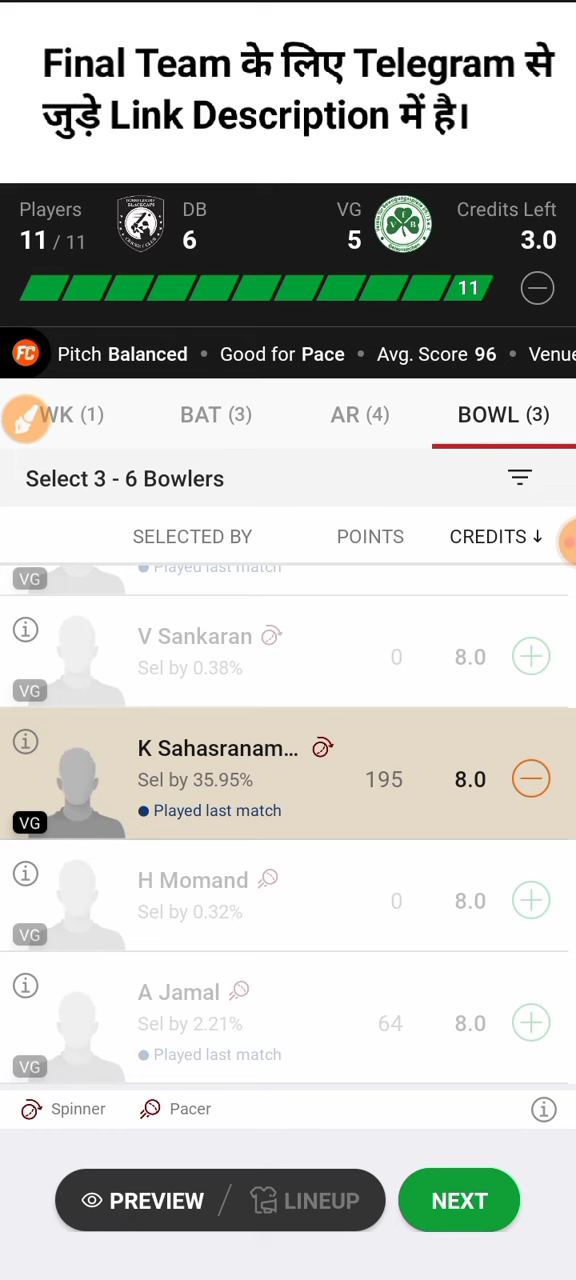 Final Team के लिए Telegram से
जुड़े Link Description में है।
Players DB VG Credits Left
11 / 11 6 5 3.0
11
FC Pitch Balanced • Good for Pace • Avg. Score 96 • Venue
WK (1) BAT (3) AR (4) BOWL (3)
Select 3 - 6 Bowlers
SELECTED BY POINTS CREDITS ↓
Played last match
VG
V Sankaran
Sel by 0.38% 0 8.0
VG
K Sahasranam...
Sel by 35.95% 195 8.0
Played last match
VG
H Momand
Sel by 0.32% 0 8.0
VG
A Jamal
Sel by 2.21% 64 8.0
Played last match
VG
Spinner Pacer
PREVIEW / LINEUP NEXT